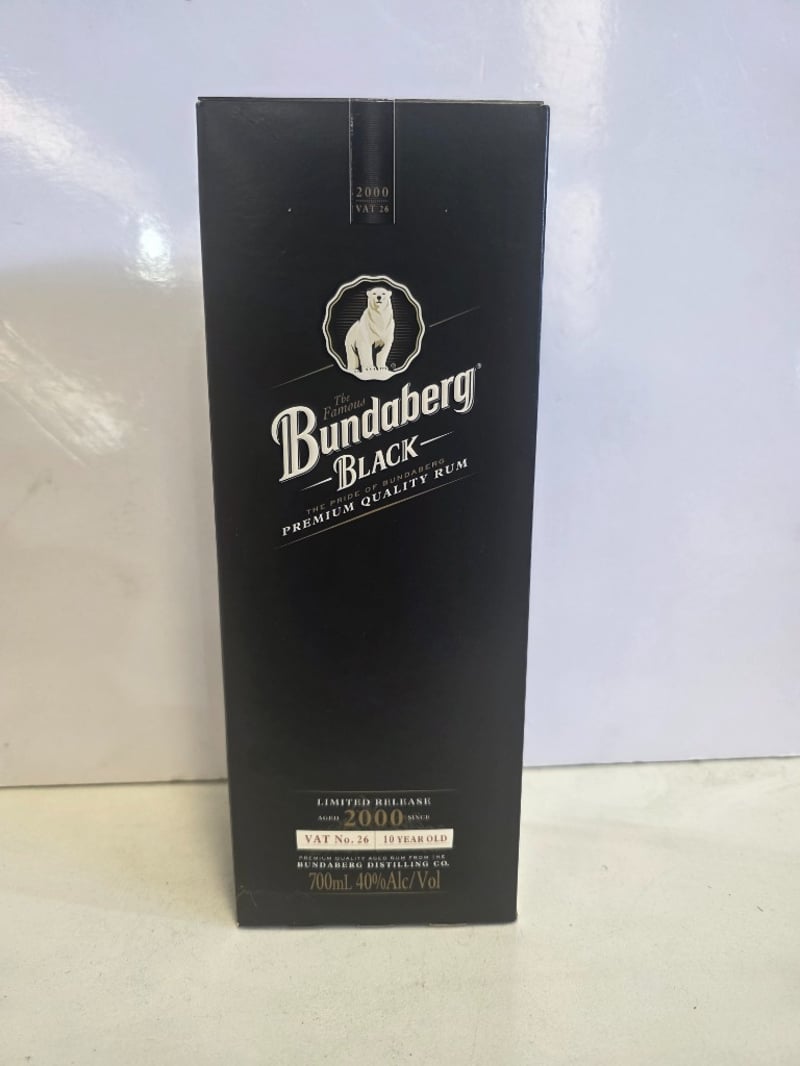 2000
VAT 26
The
Famous
Bundaberg®
BLACK
THE PRIDE OF BUNDABERG
PREMIUM QUALITY RUM
LIMITED RELEASE
AGED 2000 SINCE
VAT No. 26 10 YEAR OLD
PREMIUM QUALITY AGED RUM FROM THE
BUNDABERG DISTILLING CO.
700mL 40%Alc/Vol